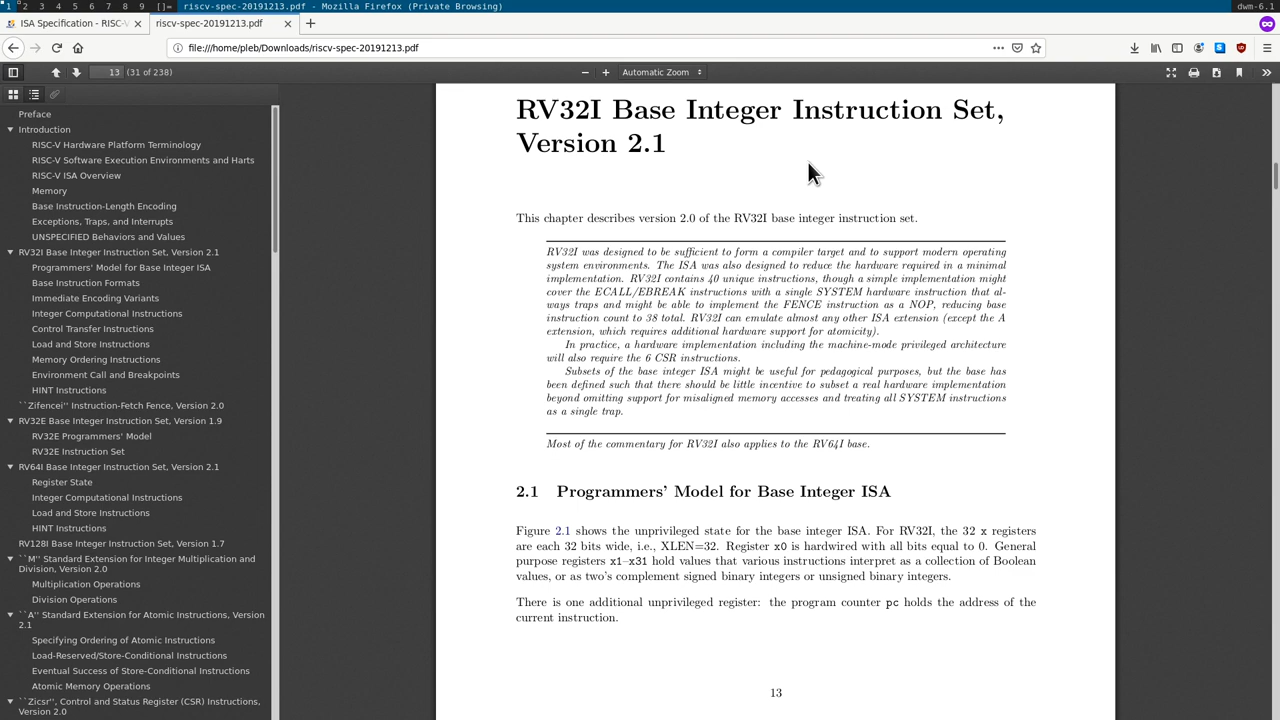 1 2 3 4 5 6 7 8 9 []= riscv-spec-20191213.pdf - Mozilla Firefox (Private Browsing) dwm-6.1
ISA Specification - RISC-V riscv-spec-20191213.pdf
file:///home/pleb/Downloads/riscv-spec-20191213.pdf
13 (31 of 238) Automatic Zoom
Preface
Introduction
RISC-V Hardware Platform Terminology
RISC-V Software Execution Environments and Harts
RISC-V ISA Overview
Memory
Base Instruction-Length Encoding
Exceptions, Traps, and Interrupts
UNSPECIFIED Behaviors and Values
RV32I Base Integer Instruction Set, Version 2.1
Programmers' Model for Base Integer ISA
Base Instruction Formats
Immediate Encoding Variants
Integer Computational Instructions
Control Transfer Instructions
Load and Store Instructions
Memory Ordering Instructions
Environment Call and Breakpoints
HINT Instructions
``Zifencei'' Instruction-Fetch Fence, Version 2.0
RV32E Base Integer Instruction Set, Version 1.9
RV32E Programmers' Model
RV32E Instruction Set
RV64I Base Integer Instruction Set, Version 2.1
Register State
Integer Computational Instructions
Load and Store Instructions
HINT Instructions
RV128I Base Integer Instruction Set, Version 1.7
``M'' Standard Extension for Integer Multiplication and
Division, Version 2.0
Multiplication Operations
Division Operations
``A'' Standard Extension for Atomic Instructions, Version
2.1
Specifying Ordering of Atomic Instructions
Load-Reserved/Store-Conditional Instructions
Eventual Success of Store-Conditional Instructions
Atomic Memory Operations
``Zicsr'', Control and Status Register (CSR) Instructions,
Version 2.0
RV32I Base Integer Instruction Set,
Version 2.1
This chapter describes version 2.0 of the RV32I base integer instruction set.
RV32I was designed to be sufficient to form a compiler target and to support modern operating
system environments. The ISA was also designed to reduce the hardware required in a minimal
implementation. RV32I contains 40 unique instructions, though a simple implementation might
cover the ECALL/EBREAK instructions with a single SYSTEM hardware instruction that al-
ways traps and might be able to implement the FENCE instruction as a NOP, reducing base
instruction count to 38 total. RV32I can emulate almost any other ISA extension (except the A
extension, which requires additional hardware support for atomicity).
In practice, a hardware implementation including the machine-mode privileged architecture
will also require the 6 CSR instructions.
Subsets of the base integer ISA might be useful for pedagogical purposes, but the base has
been defined such that there should be little incentive to subset a real hardware implementation
beyond omitting support for misaligned memory accesses and treating all SYSTEM instructions
as a single trap.
Most of the commentary for RV32I also applies to the RV64I base.
2.1 Programmers' Model for Base Integer ISA
Figure 2.1 shows the unprivileged state for the base integer ISA. For RV32I, the 32 x registers
are each 32 bits wide, i.e., XLEN=32. Register x0 is hardwired with all bits equal to 0. General
purpose registers x1–x31 hold values that various instructions interpret as a collection of Boolean
values, or as two's complement signed binary integers or unsigned binary integers.
There is one additional unprivileged register: the program counter pc holds the address of the
current instruction.
13